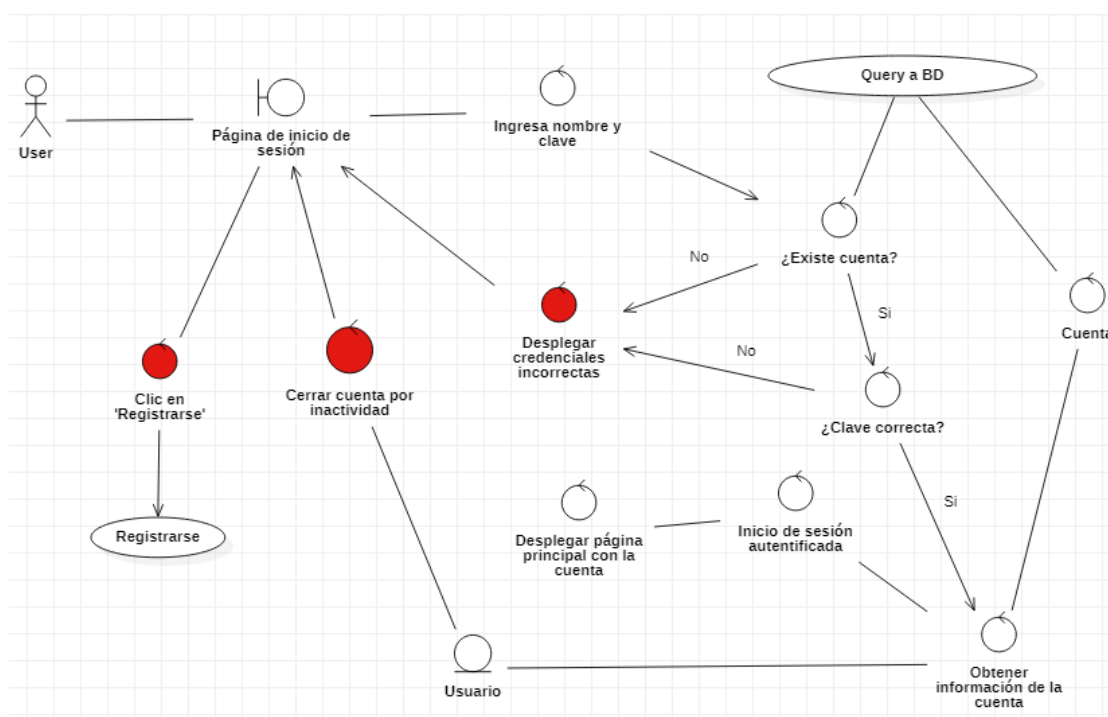 Query a BD
User
Página de inicio de
sesión
Ingresa nombre y
clave
¿Existe cuenta?
No
Si
Cuenta
Desplegar
credenciales
incorrectas
No
Clic en
'Registrarse'
Cerrar cuenta por
inactividad
¿Clave correcta?
Si
Registrarse
Desplegar página
principal con la
cuenta
Inicio de sesión
autentificada
Usuario
Obtener
información de la
cuenta